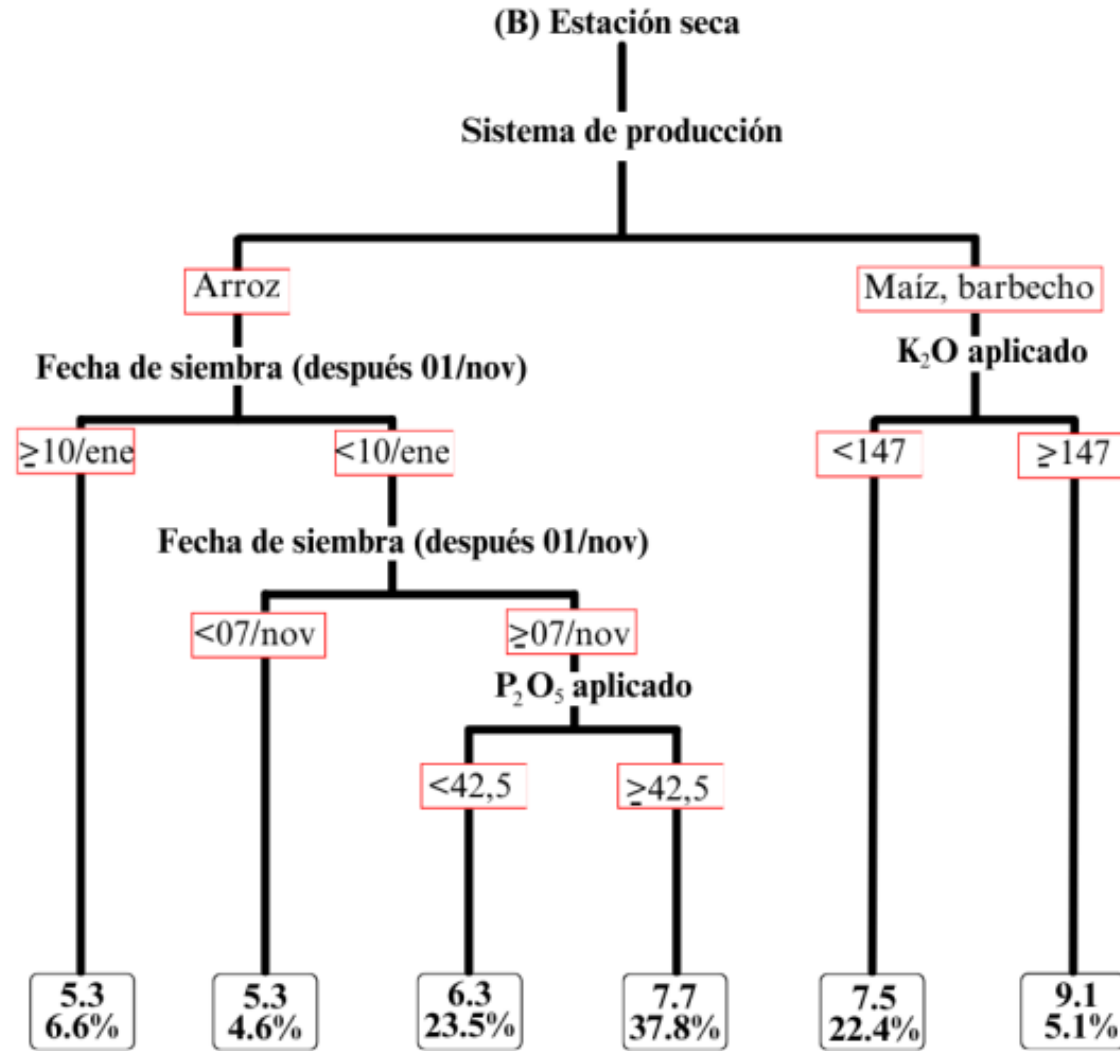 (B) Estación seca
Sistema de producción
Arroz
Maíz, barbecho
Fecha de siembra (después 01/nov)
K₂O aplicado
≥10/ene
<10/ene
<147
≥147
Fecha de siembra (después 01/nov)
<07/nov
≥07/nov
P₂O₅ aplicado
<42,5
≥42,5
5.3
6.6%
5.3
4.6%
6.3
23.5%
7.7
37.8%
7.5
22.4%
9.1
5.1%